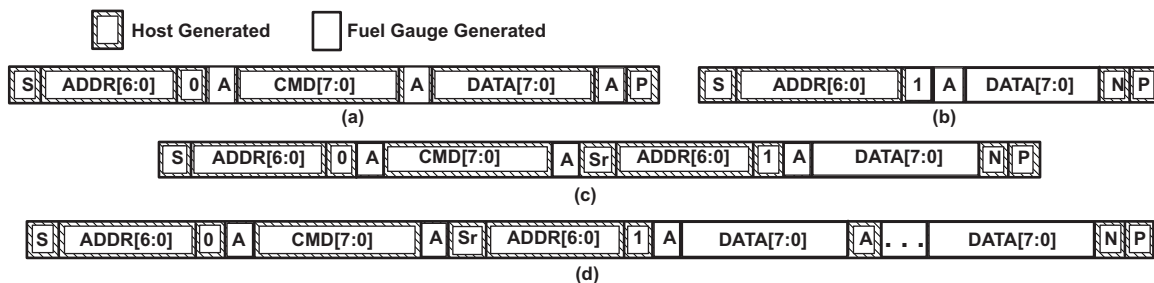 Host Generated Fuel Gauge Generated
S ADDR[6:0] 0 A CMD[7:0] A DATA[7:0] A P
(a)
S ADDR[6:0] 1 A DATA[7:0] N P
(b)
S ADDR[6:0] 0 A CMD[7:0] A Sr ADDR[6:0] 1 A DATA[7:0] N P
(c)
S ADDR[6:0] 0 A CMD[7:0] A Sr ADDR[6:0] 1 A DATA[7:0] A . . . DATA[7:0] N P
(d)